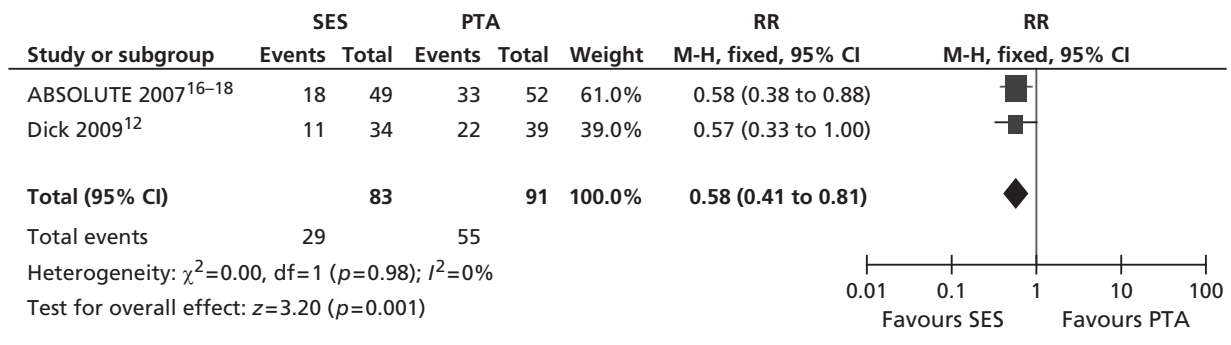 SES PTA RR RR
Study or subgroup Events Total Events Total Weight M-H, fixed, 95% CI M-H, fixed, 95% CI
ABSOLUTE 2007¹⁶⁻¹⁸ 18 49 33 52 61.0% 0.58 (0.38 to 0.88)
Dick 2009¹² 11 34 22 39 39.0% 0.57 (0.33 to 1.00)
Total (95% CI) 83 91 100.0% 0.58 (0.41 to 0.81)
Total events 29 55
Heterogeneity: χ²=0.00, df=1 (p=0.98); I²=0%
Test for overall effect: z=3.20 (p=0.001)
0.01 0.1 1 10 100
Favours SES Favours PTA